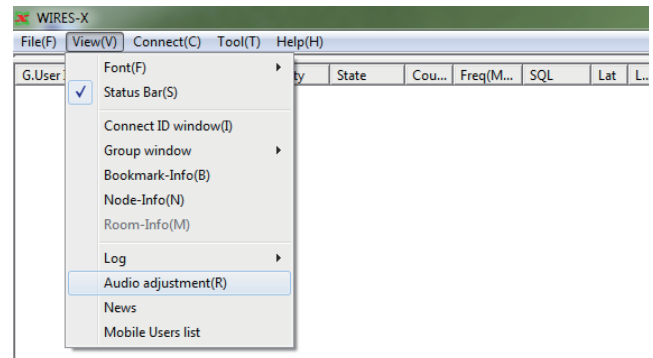 WIRES-X
File(F) View(V) Connect(C) Tool(T) Help(H)
G.User ty State Cou... Freq(M... SQL Lat L...
Font(F)
Status Bar(S)
Connect ID window(I)
Group window
Bookmark-Info(B)
Node-Info(N)
Room-Info(M)
Log
Audio adjustment(R)
News
Mobile Users list